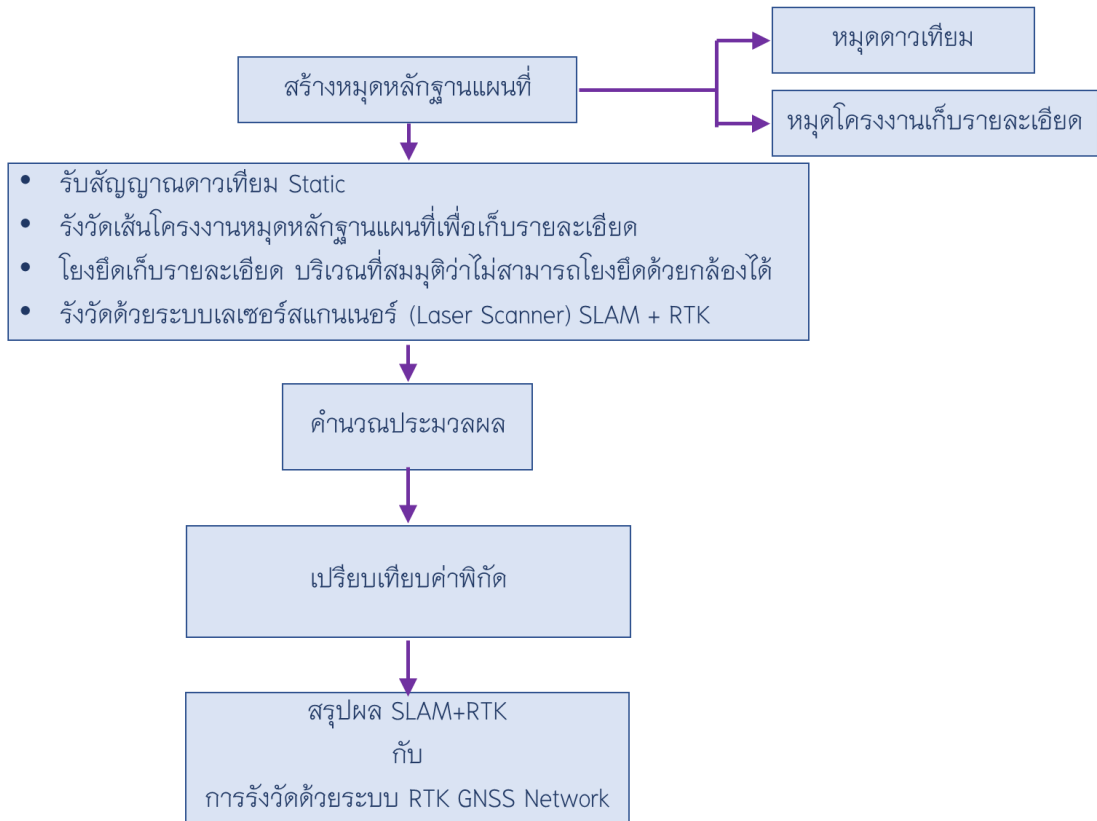 สร้างหมุดหลักฐานแผนที่
หมุดดาวเทียม
หมุดโครงงานเก็บรายละเอียด
• รับสัญญาณดาวเทียม Static
• รังวัดเส้นโครงงานหมุดหลักฐานแผนที่เพื่อเก็บรายละเอียด
• โยงยึดเก็บรายละเอียด บริเวณที่สมมุติว่าไม่สามารถโยงยึดด้วยกล้องได้
• รังวัดด้วยระบบเลเซอร์สแกนเนอร์ (Laser Scanner) SLAM + RTK
คำนวณประมวลผล
เปรียบเทียบค่าพิกัด
สรุปผล SLAM+RTK
กับ
การรังวัดด้วยระบบ RTK GNSS Network